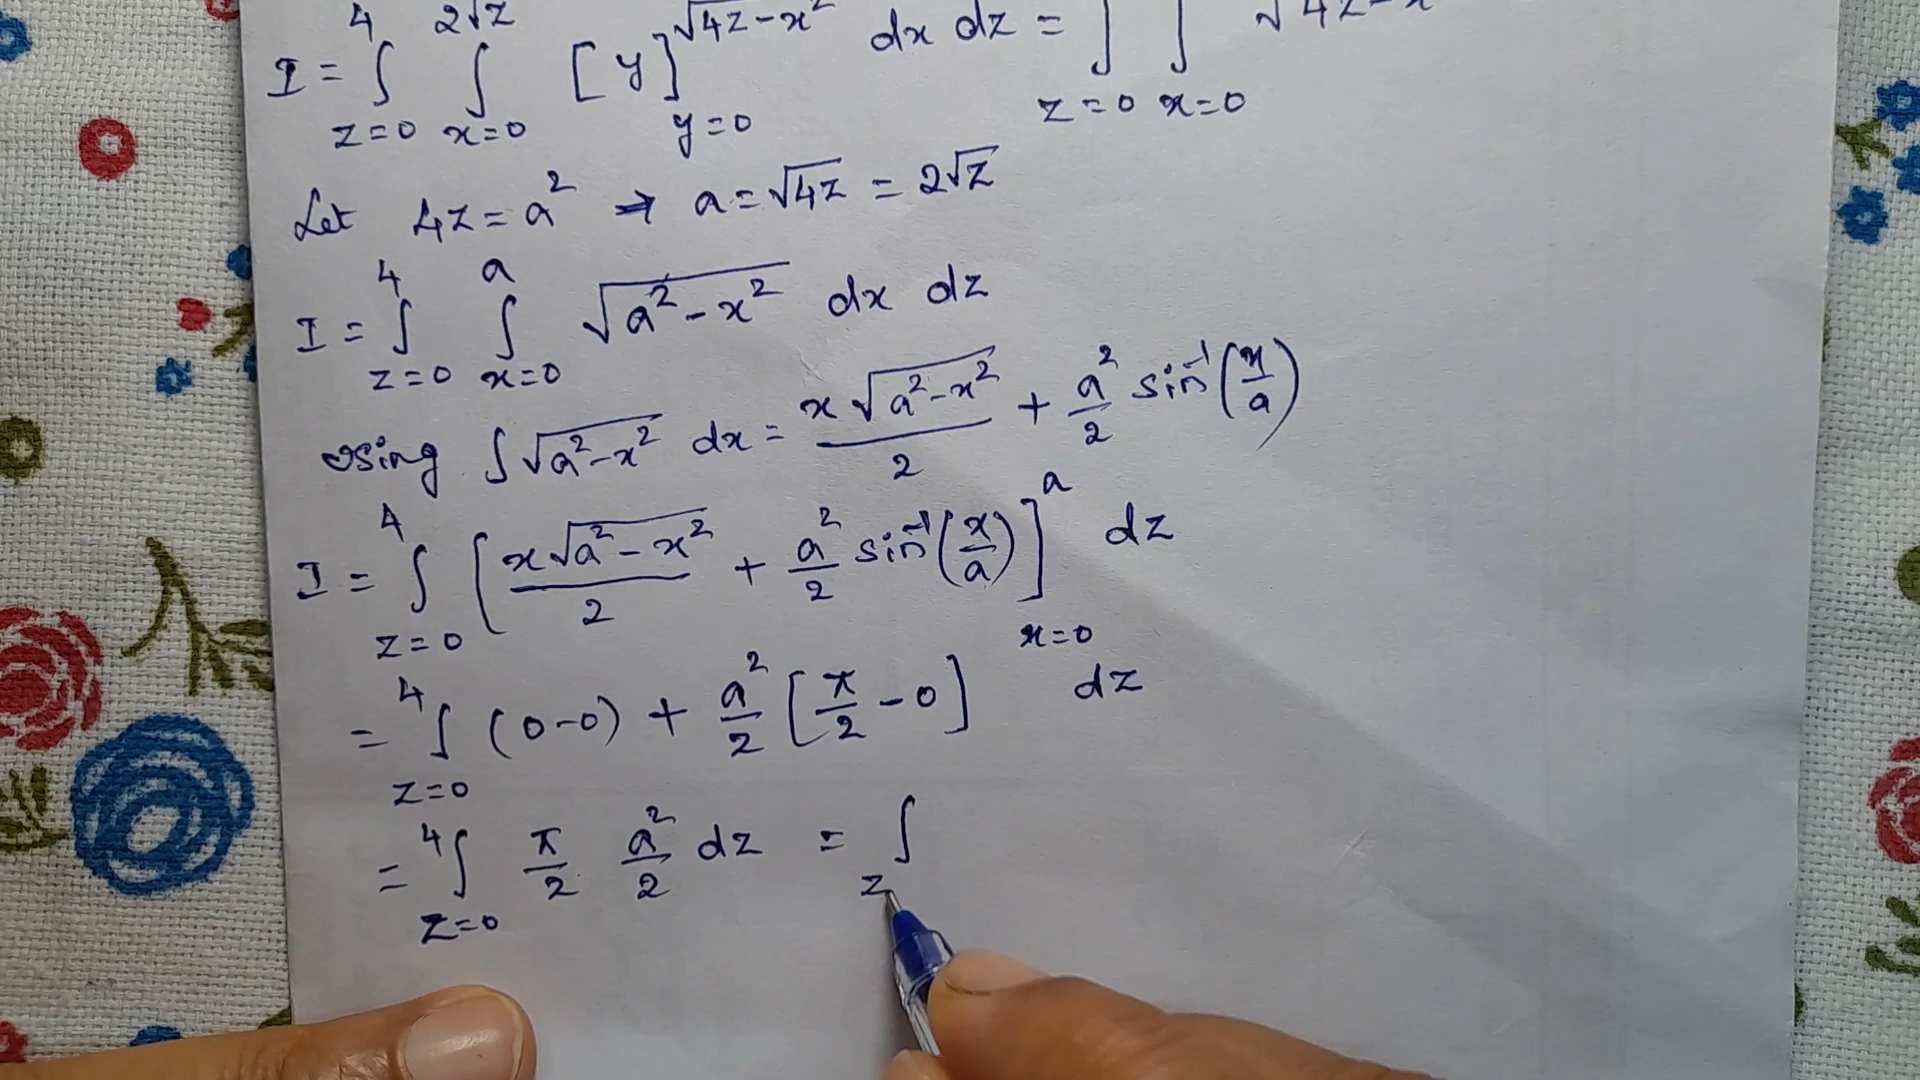 I = ∫_{z=0}^{4} ∫_{x=0}^{2√z} [y]_{y=0}^{√4z-x²} dx dz = ∫_{z=0} ∫_{x=0} √4z-x
Let 4z = a² → a = √4z = 2√z
I = ∫_{z=0}^{4} ∫_{x=0}^{a} √a²-x² dx dz
Using ∫√a²-x² dx = x√a²-x²/2 + a²/2 sin⁻¹(x/a)
I = ∫_{z=0}^{4} [x√a²-x²/2 + a²/2 sin⁻¹(x/a)]_{x=0}^{a} dz
= ∫_{z=0}^{4} (0-0) + a²/2 [π/2 - 0] dz
= ∫_{z=0}^{4} π/2 a²/2 dz = ∫_{z}